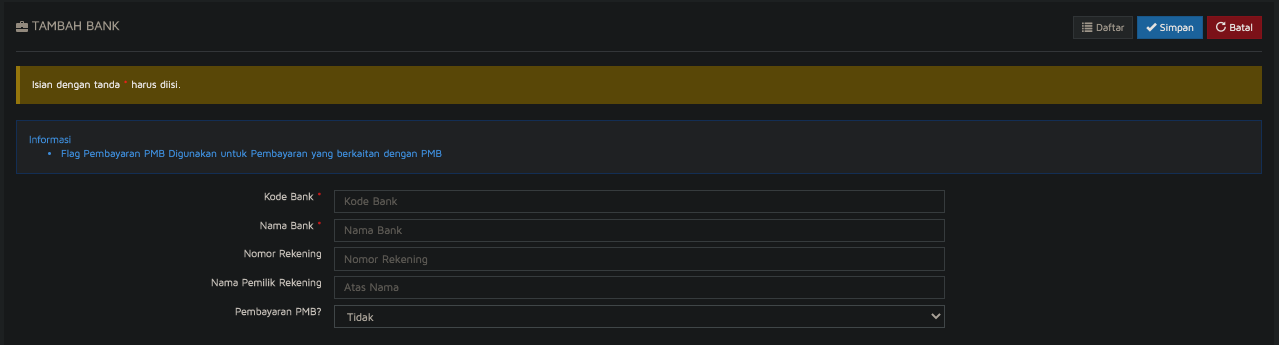 TAMBAH BANK
Daftar Simpan Batal
Isian dengan tanda * harus diisi.
Informasi
• Flag Pembayaran PMB Digunakan untuk Pembayaran yang berkaitan dengan PMB
Kode Bank * Kode Bank
Nama Bank * Nama Bank
Nomor Rekening Nomor Rekening
Nama Pemilik Rekening Atas Nama
Pembayaran PMB? Tidak